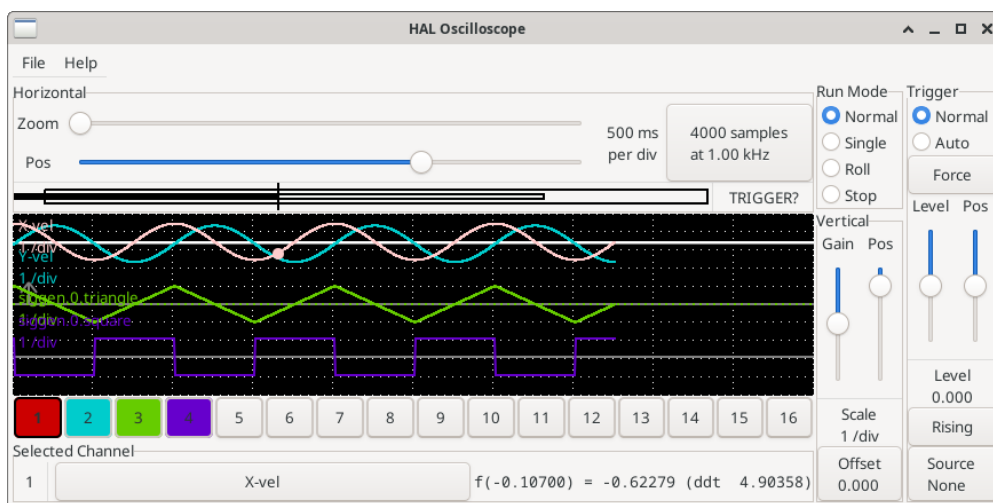 HAL Oscilloscope
File Help
Horizontal
Zoom
Pos
500 ms
per div
4000 samples
at 1.00 kHz
TRIGGER?
X-vel
1 /div
Y-vel
1 /div
siggen.0.triangle
1 /div
siggen.0.square
1 /div
1 2 3 4 5 6 7 8 9 10 11 12 13 14 15 16
Selected Channel
1 X-vel f(-0.10700) = -0.62279 (ddt 4.90358)
Run Mode
Normal
Single
Roll
Stop
Vertical
Gain Pos
Scale
1 /div
Offset
0.000
Trigger
Normal
Auto
Force
Level Pos
Level
0.000
Rising
Source
None